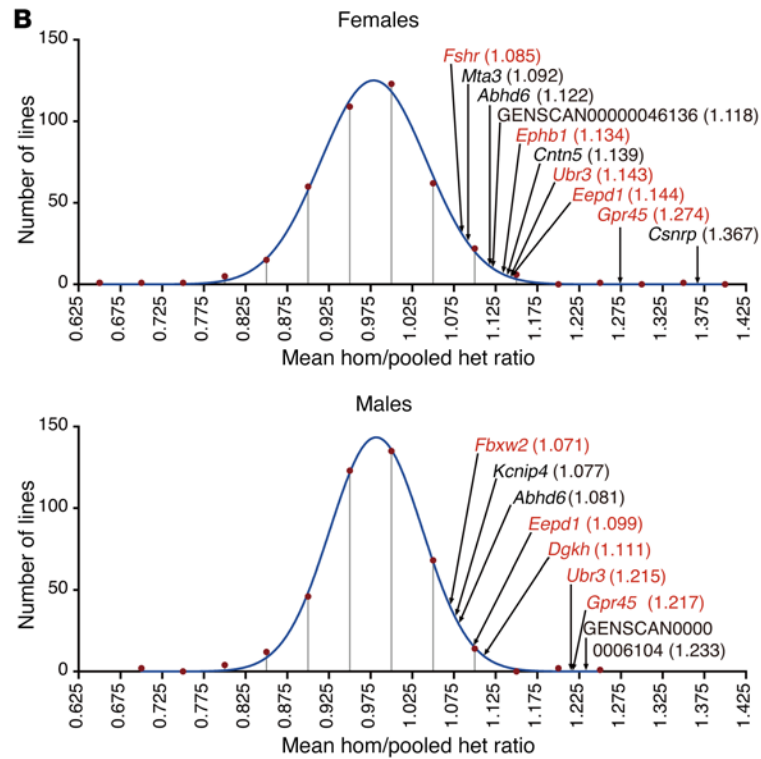 B
Females
Number of lines
150
100
50
0
Fshr (1.085)
Mta3 (1.092)
Abhd6 (1.122)
GENSCAN00000046136 (1.118)
Ephb1 (1.134)
Cntn5 (1.139)
Ubr3 (1.143)
Eepd1 (1.144)
Gpr45 (1.274)
Csnrp (1.367)
0.625 0.675 0.725 0.775 0.825 0.875 0.925 0.975 1.025 1.075 1.125 1.175 1.225 1.275 1.325 1.375 1.425
Mean hom/pooled het ratio
Males
Number of lines
150
100
50
0
Fbxw2 (1.071)
Kcnip4 (1.077)
Abhd6 (1.081)
Eepd1 (1.099)
Dgkh (1.111)
Ubr3 (1.215)
Gpr45 (1.217)
GENSCAN0000
0006104 (1.233)
0.625 0.675 0.725 0.775 0.825 0.875 0.925 0.975 1.025 1.075 1.125 1.175 1.225 1.275 1.325 1.375 1.425
Mean hom/pooled het ratio